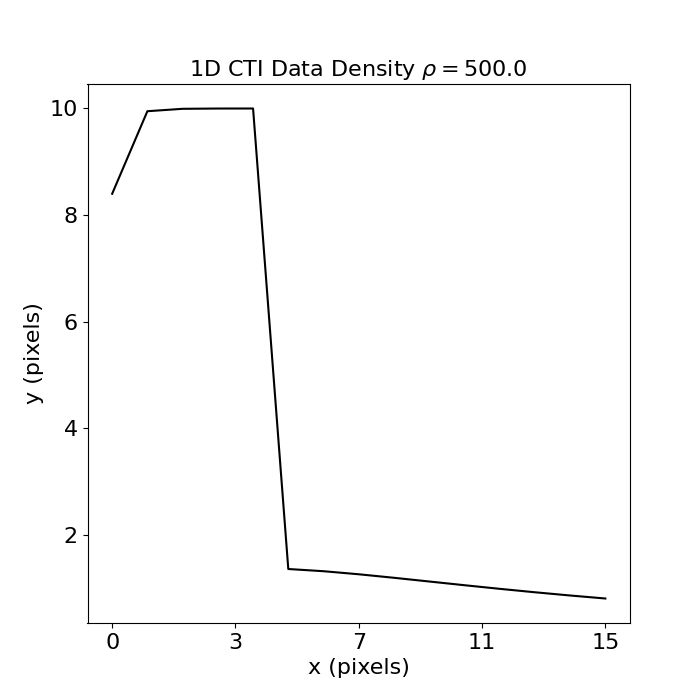 1D CTI Data Density ρ = 500.0
10
8
6
4
2
y (pixels)
0 3 7 11 15
x (pixels)